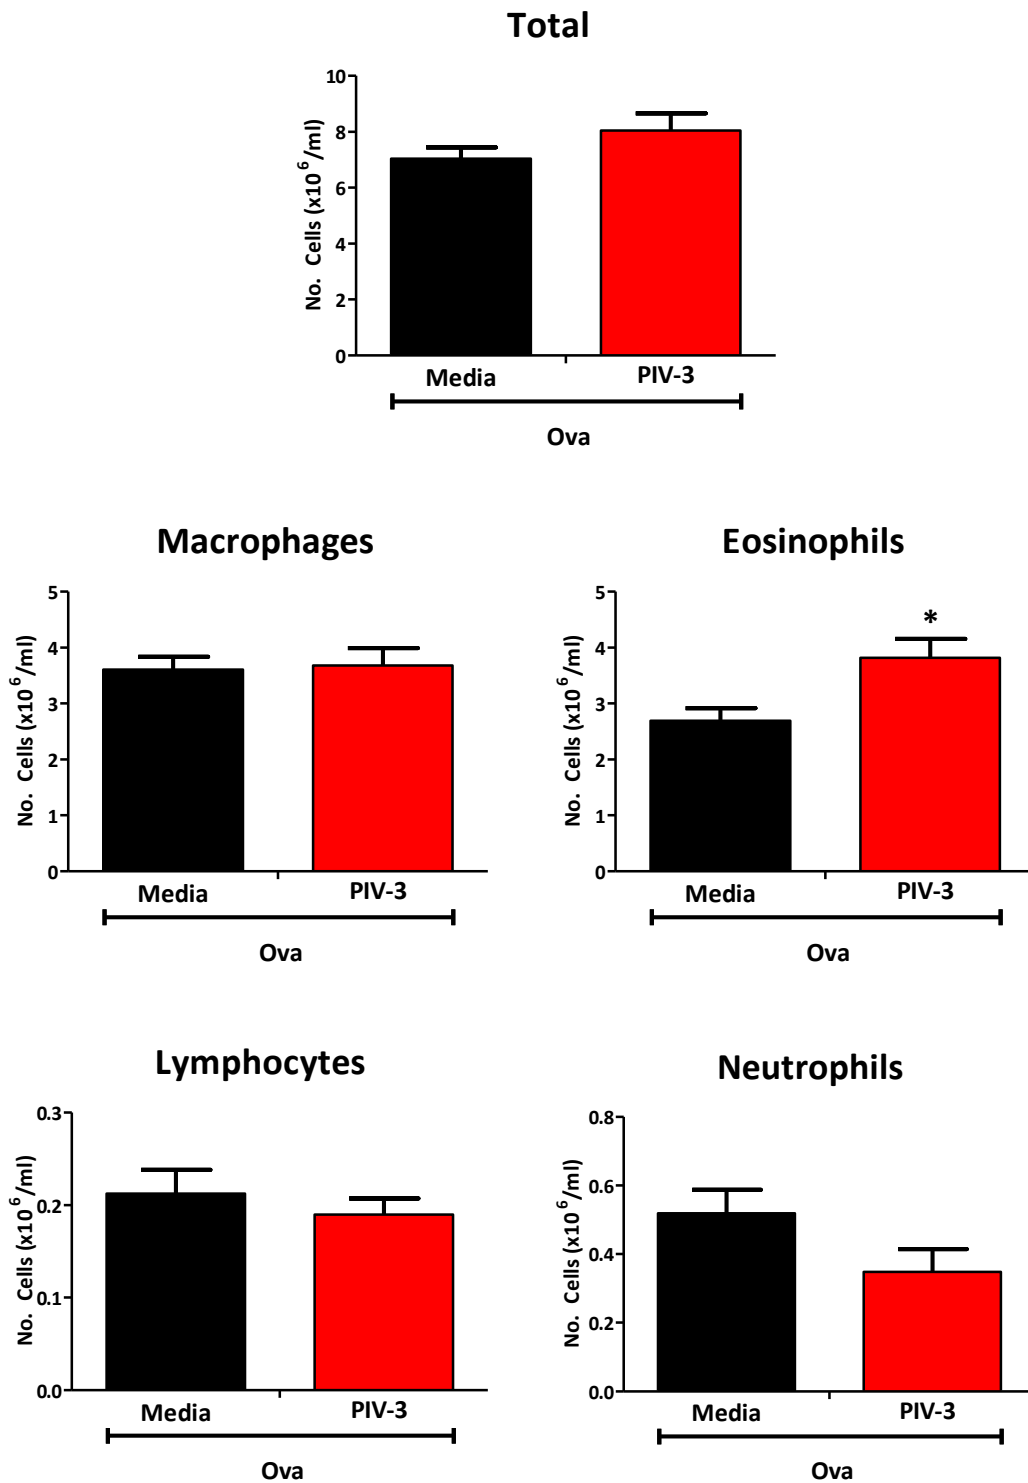 Total
No. Cells (x10⁶/ml)
10
8
6
4
2
0
Media PIV-3
Ova
Macrophages
No. Cells (x10⁶/ml)
5
4
3
2
1
0
Media PIV-3
Ova
Eosinophils
No. Cells (x10⁶/ml)
5
4
3
2
1
0
*
Media PIV-3
Ova
Lymphocytes
No. Cells (x10⁶/ml)
0.3
0.2
0.1
0.0
Media PIV-3
Ova
Neutrophils
No. Cells (x10⁶/ml)
0.8
0.6
0.4
0.2
0.0
Media PIV-3
Ova